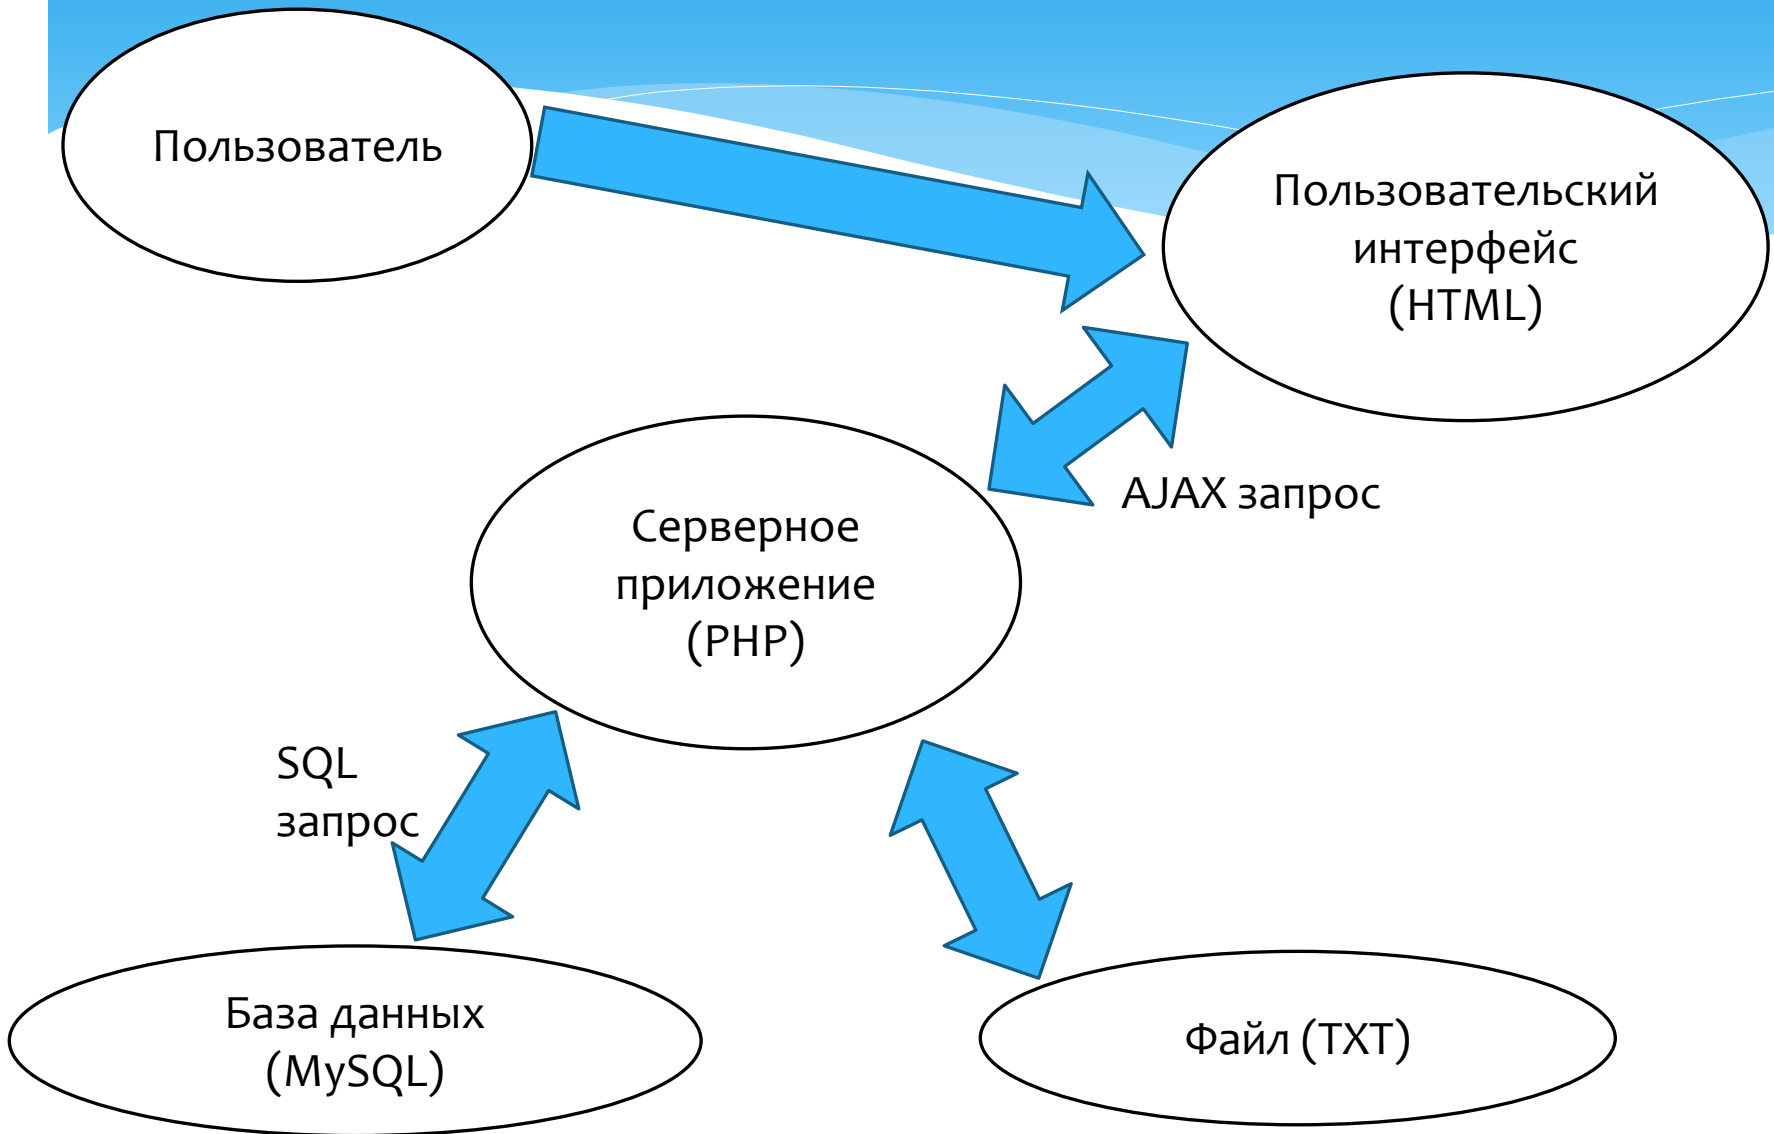 Пользователь
Пользовательский
интерфейс
(HTML)
AJAX запрос
Серверное
приложение
(PHP)
SQL
запрос
База данных
(MySQL)
Файл (TXT)